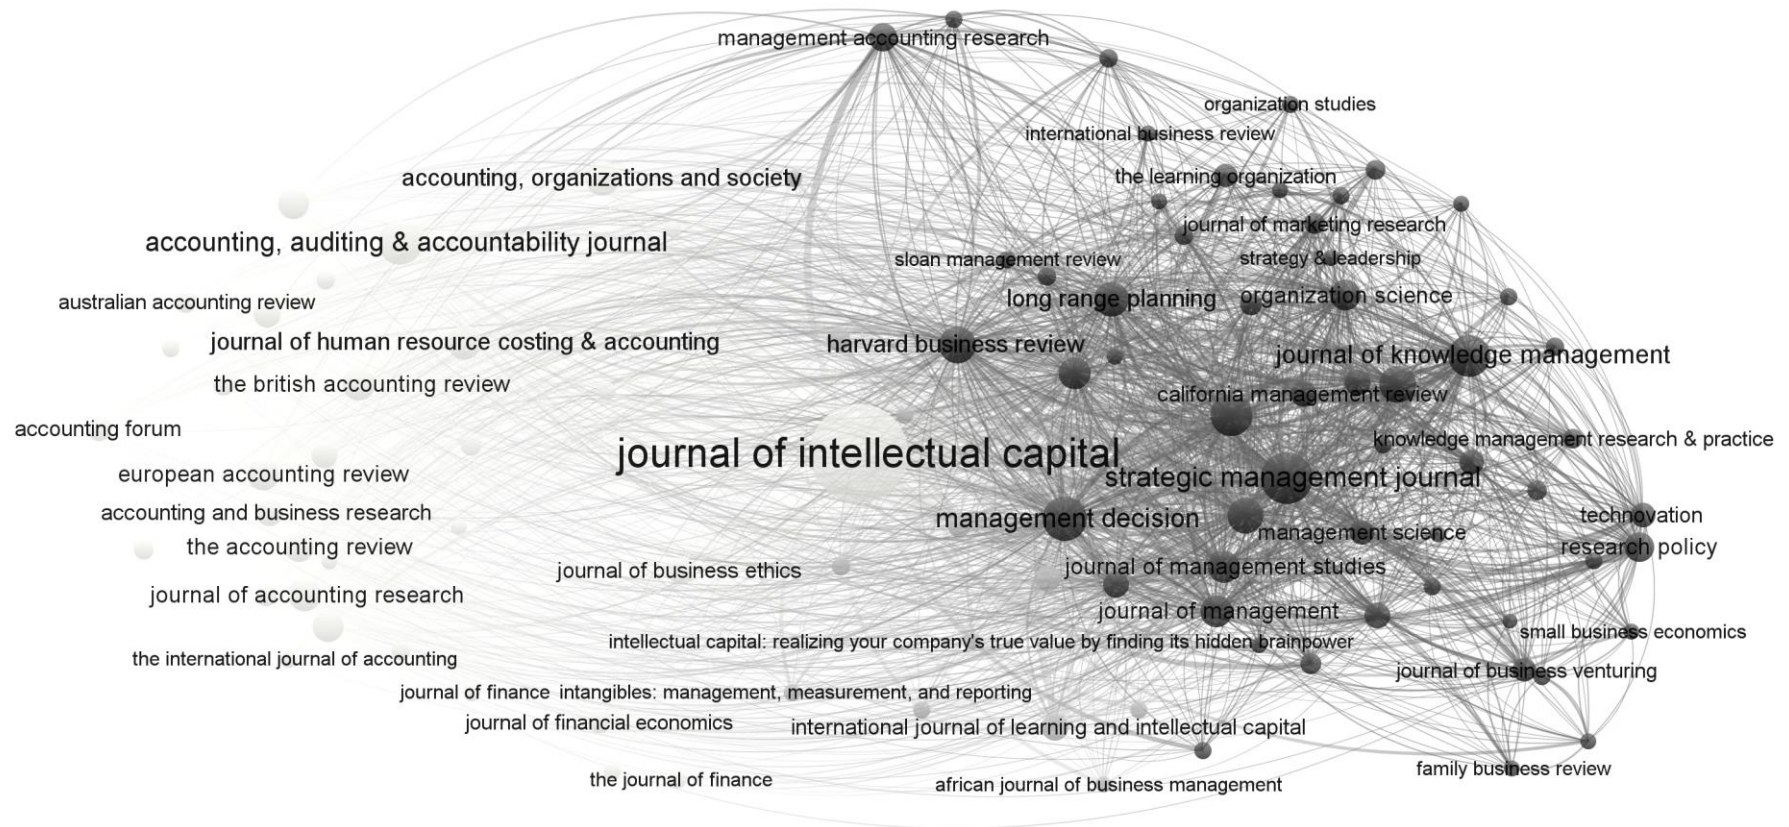 management accounting research
organization studies
international business review
accounting, organizations and society
the learning organization
journal of marketing research
accounting, auditing & accountability journal
sloan management review
strategy & leadership
long range planning
organization science
australian accounting review
journal of human resource costing & accounting
harvard business review
journal of knowledge management
the british accounting review
california management review
accounting forum
knowledge management research & practice
journal of intellectual capital
european accounting review
strategic management journal
accounting and business research
management decision
technovation
management science
the accounting review
research policy
journal of business ethics
journal of management studies
journal of accounting research
journal of management
small business economics
intellectual capital: realizing your company's true value by finding its hidden brainpower
the international journal of accounting
journal of business venturing
journal of finance
intangibles: management, measurement, and reporting
journal of financial economics
international journal of learning and intellectual capital
family business review
the journal of finance
african journal of business management